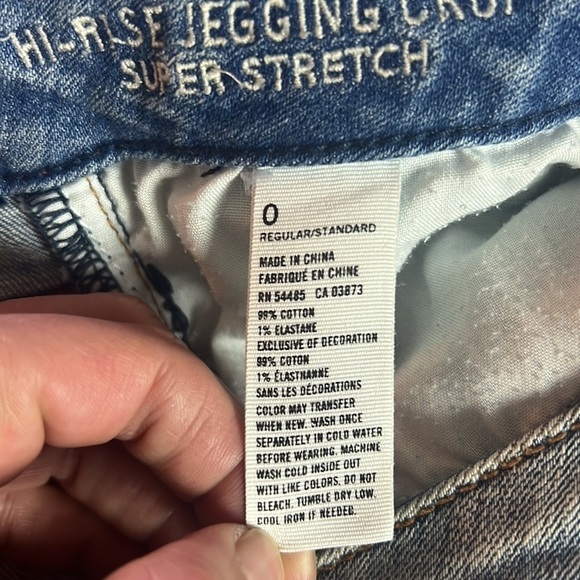 HI-RISE JEGGING CROP
SUPER STRETCH
0
REGULAR/STANDARD
MADE IN CHINA
FABRIQUÉ EN CHINE
RN 54485 CA 03873
99% COTTON
1% ELASTANE
EXCLUSIVE OF DECORATION
99% COTON
1% ÉLASTHANNE
SANS LES DÉCORATIONS
COLOR MAY TRANSFER
WHEN NEW. WASH ONCE
SEPARATELY IN COLD WATER
BEFORE WEARING. MACHINE
WASH COLD INSIDE OUT
WITH LIKE COLORS. DO NOT
BLEACH. TUMBLE DRY LOW.
COOL IRON IF NEEDED.